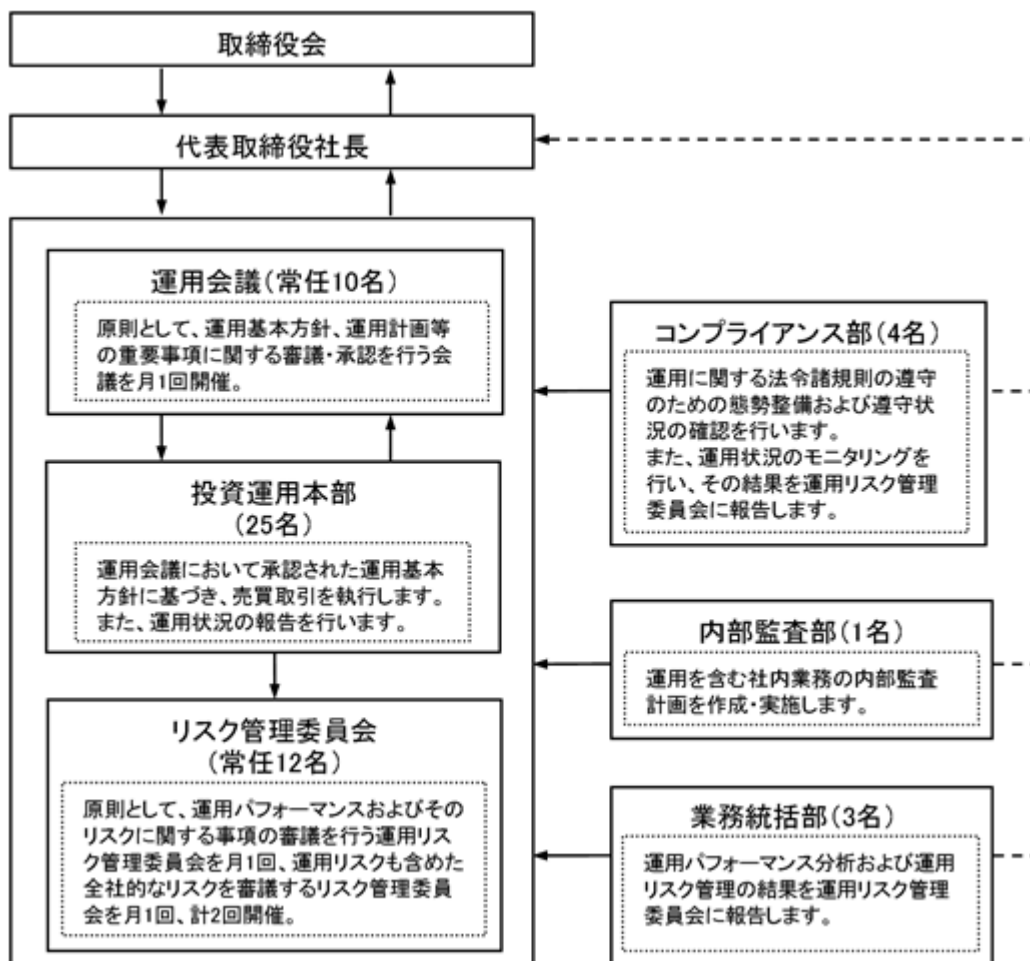 取締役会
代表取締役社長
運用会議(常任10名)
原則として、運用基本方針、運用計画等
の重要事項に関する審議・承認を行う会
議を月1回開催。
投資運用本部
(25名)
運用会議において承認された運用基本
方針に基づき、売買取引を執行します。
また、運用状況の報告を行います。
リスク管理委員会
(常任12名)
原則として、運用パフォーマンスおよびその
リスクに関する事項の審議を行う運用リス
ク管理委員会を月1回、運用リスクも含めた
全社的なリスクを審議するリスク管理委員
会を月1回、計2回開催。
コンプライアンス部(4名)
運用に関する法令諸規則の遵守
のための態勢整備および遵守状
況の確認を行います。
また、運用状況のモニタリングを
行い、その結果を運用リスク管理
委員会に報告します。
内部監査部(1名)
運用を含む社内業務の内部監査
計画を作成・実施します。
業務統括部(3名)
運用パフォーマンス分析および運用
リスク管理の結果を運用リスク管理
委員会に報告します。